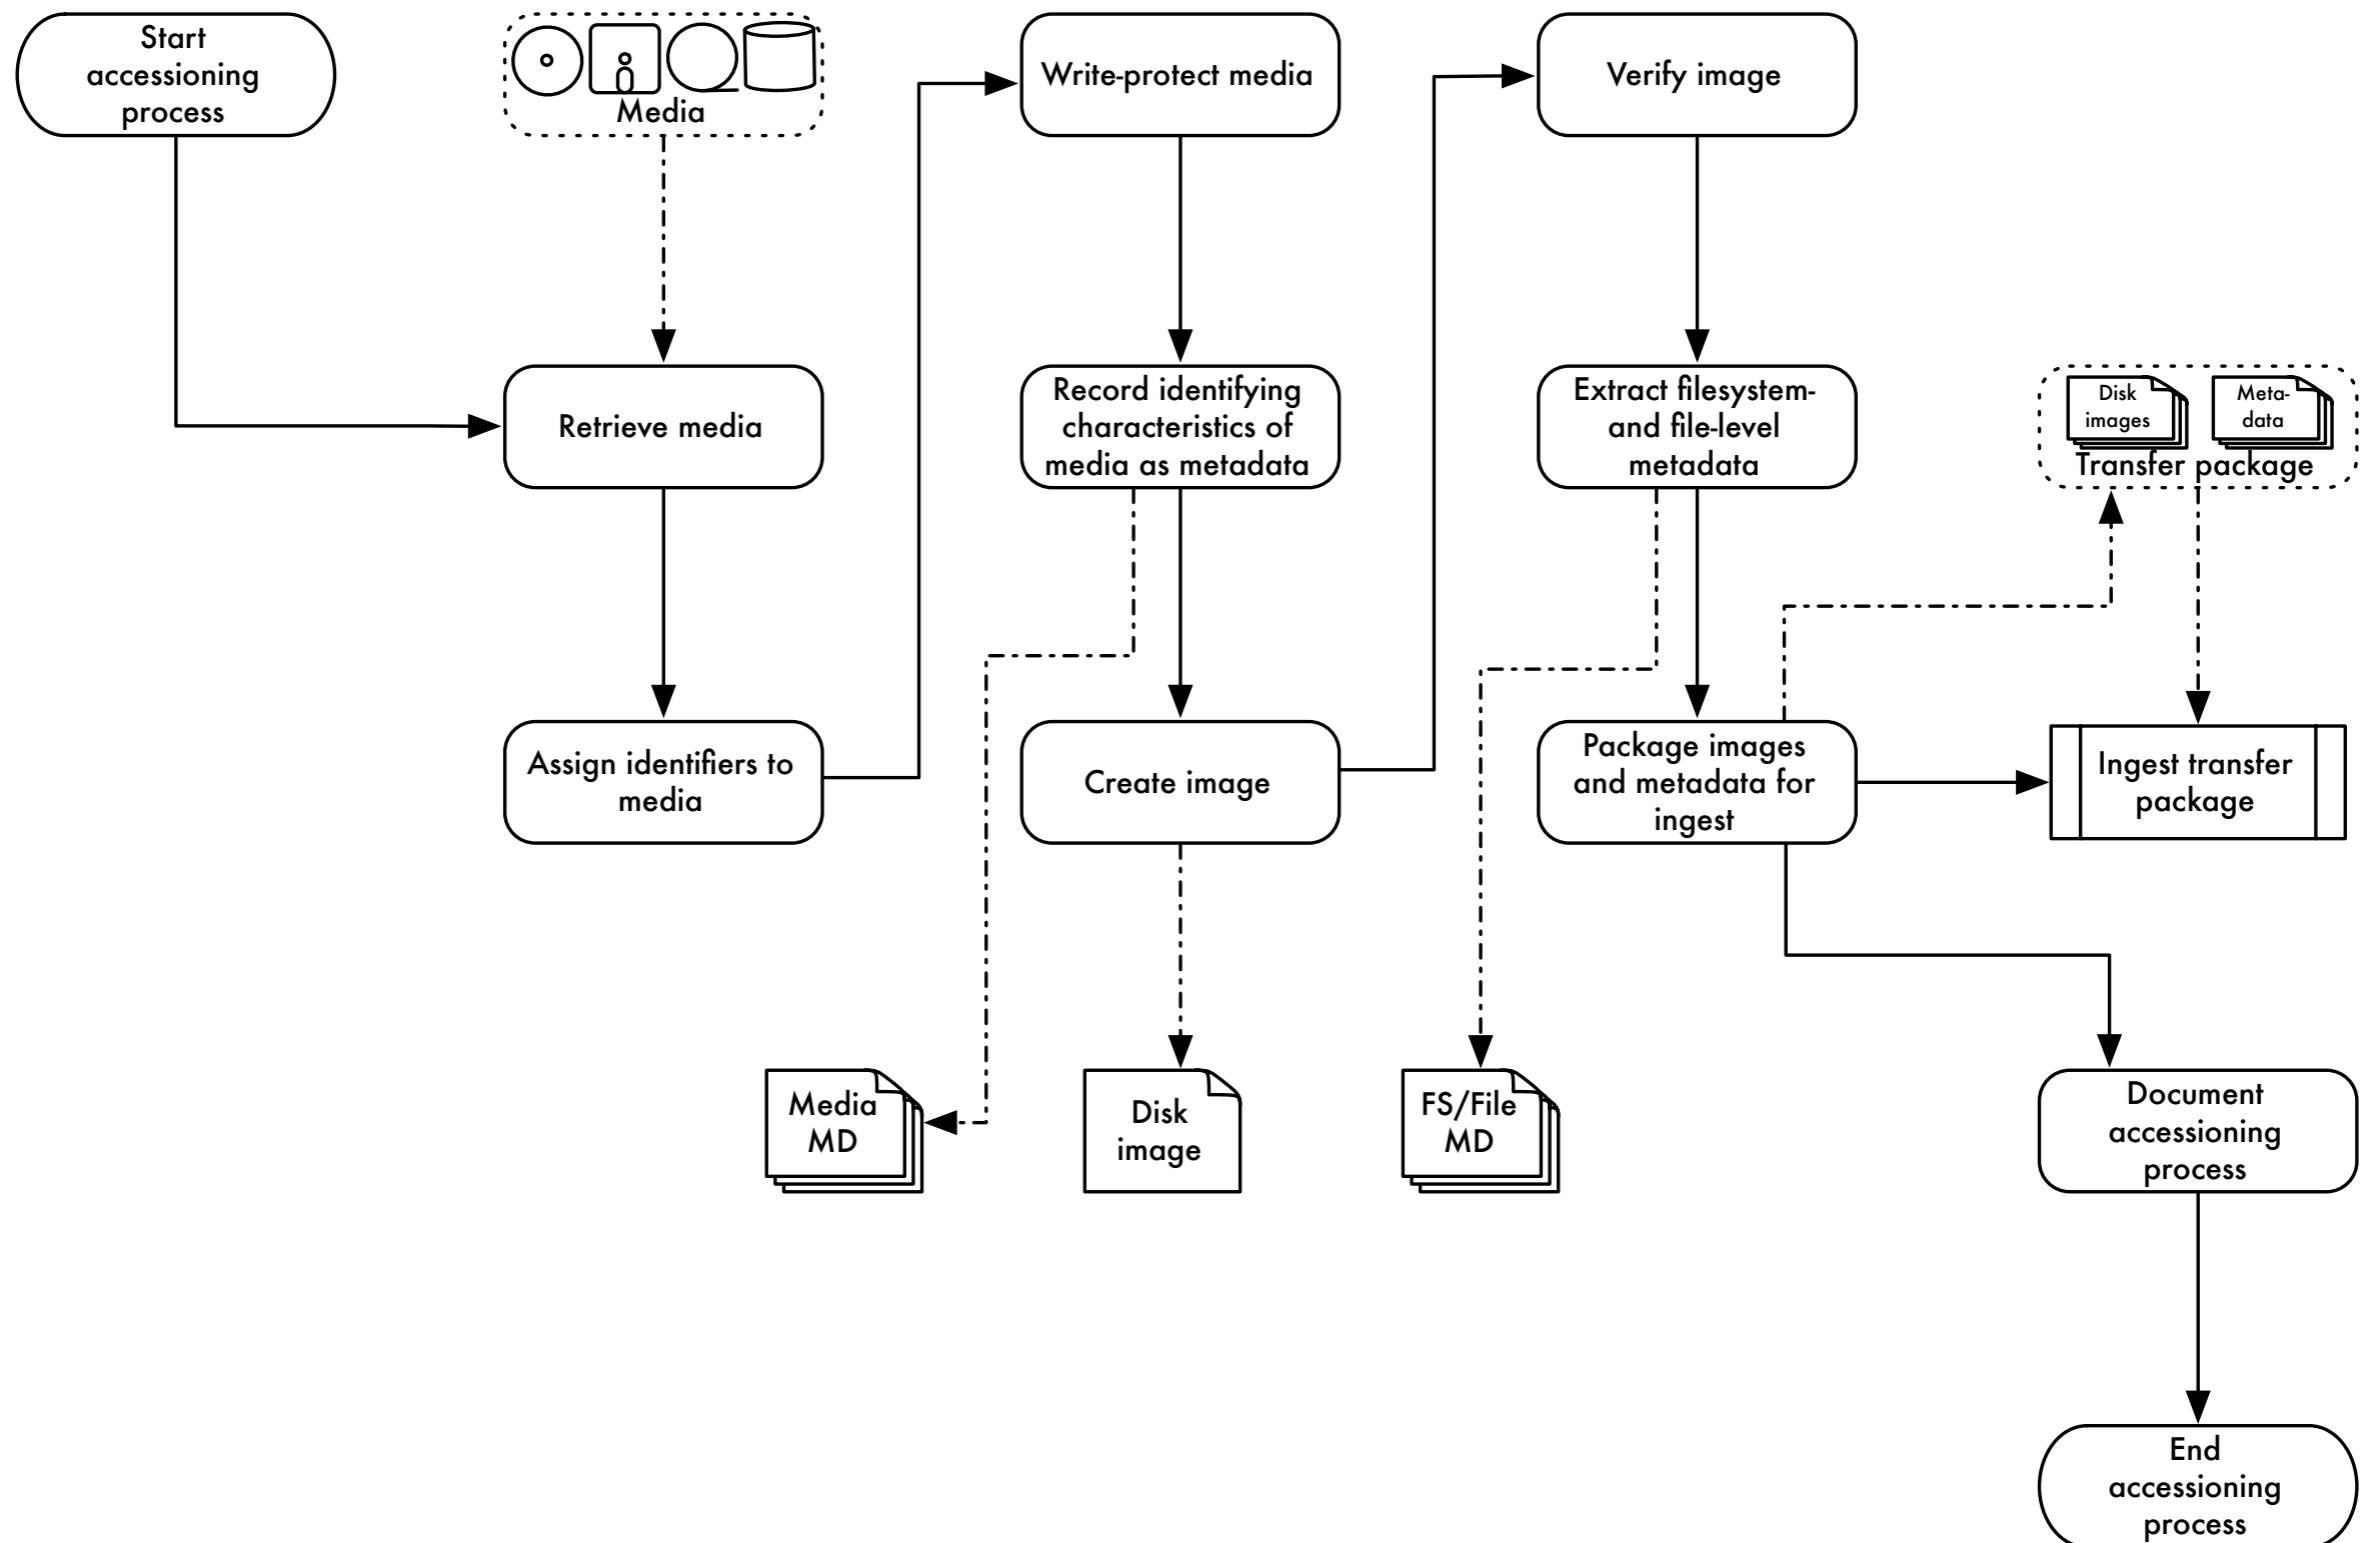 Start
accessioning
process
Media
Write-protect media
Verify image
Retrieve media
Record identifying
characteristics of
media as metadata
Extract filesystem-
and file-level
metadata
Disk
images
Meta-
data
Transfer package
Assign identifiers to
media
Create image
Package images
and metadata for
ingest
Ingest transfer
package
Media
MD
Disk
image
FS/File
MD
Document
accessioning
process
End
accessioning
process